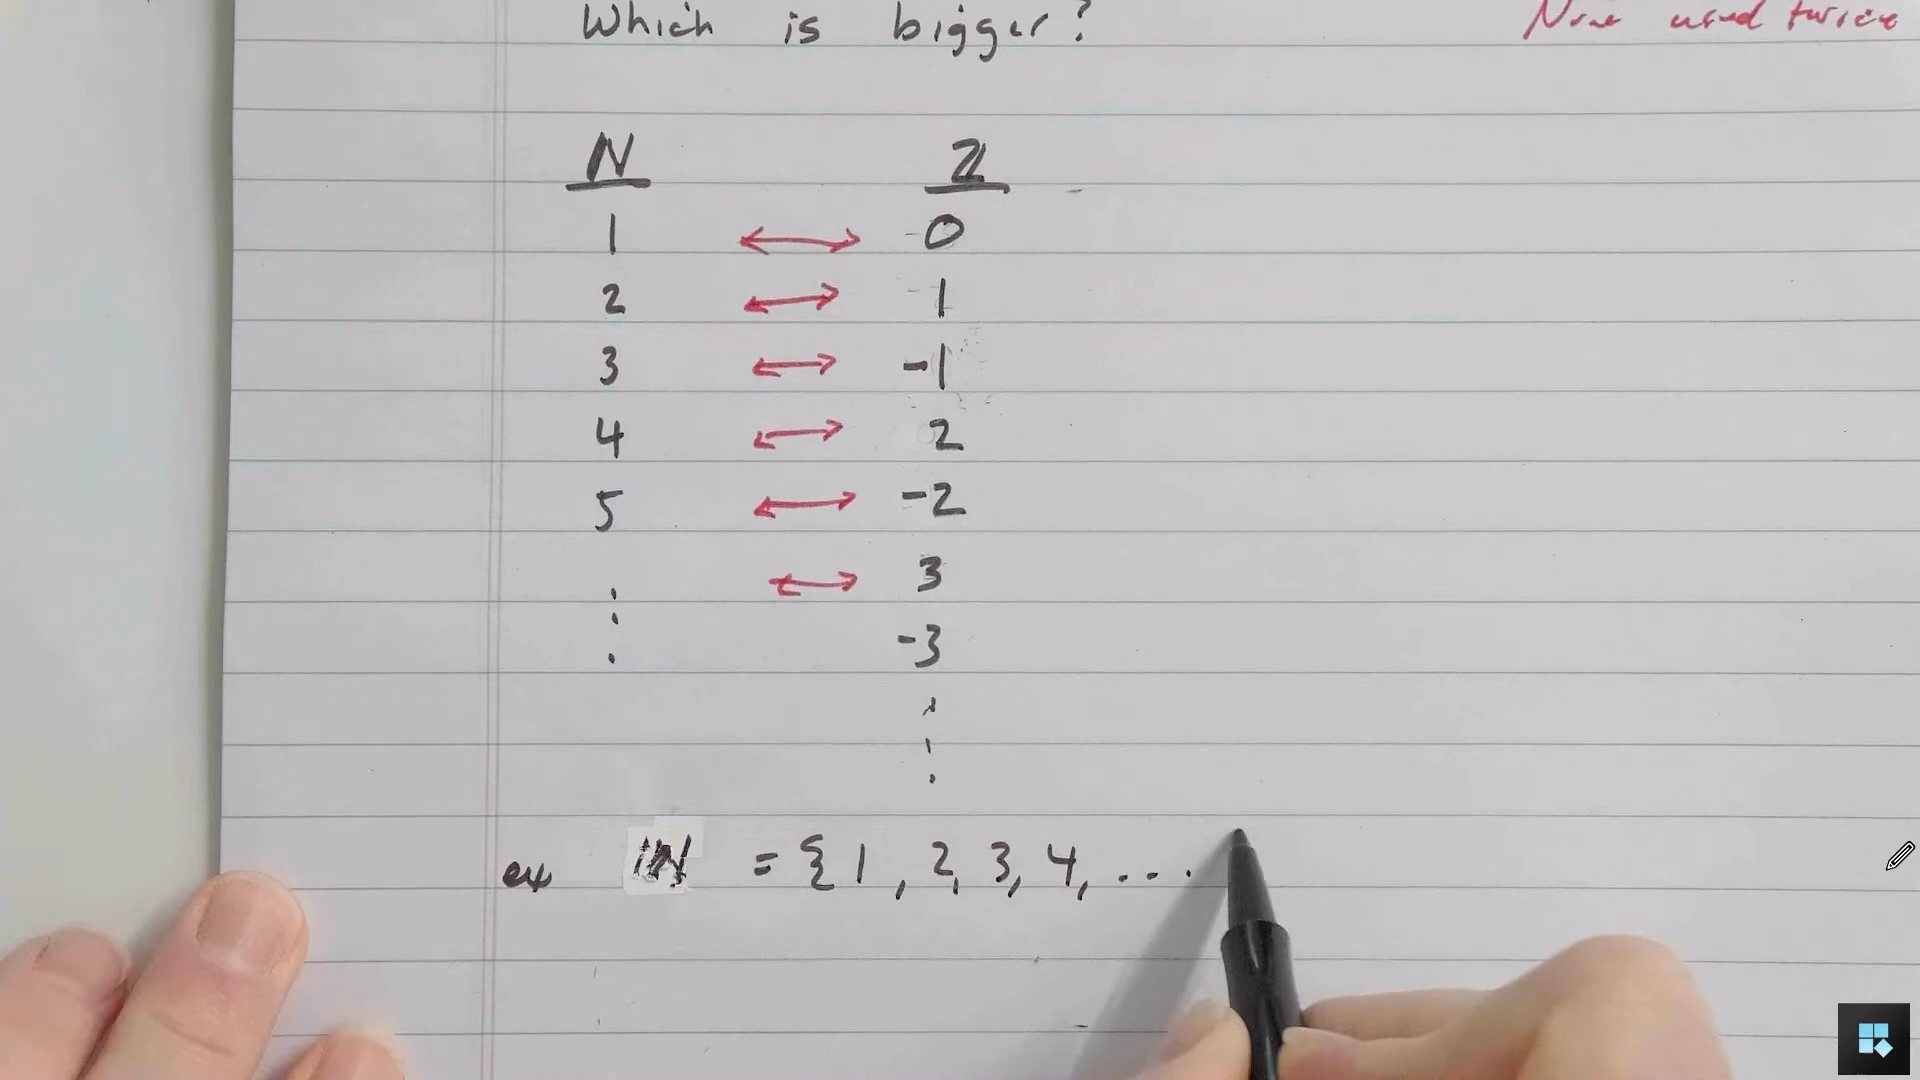 Which is bigger?
None used twice
N Z
1 ↔ 0
2 ↔ 1
3 ↔ -1
4 ↔ 2
5 ↔ -2
↔ 3
-3
ex ℕ = {1, 2, 3, 4, ...